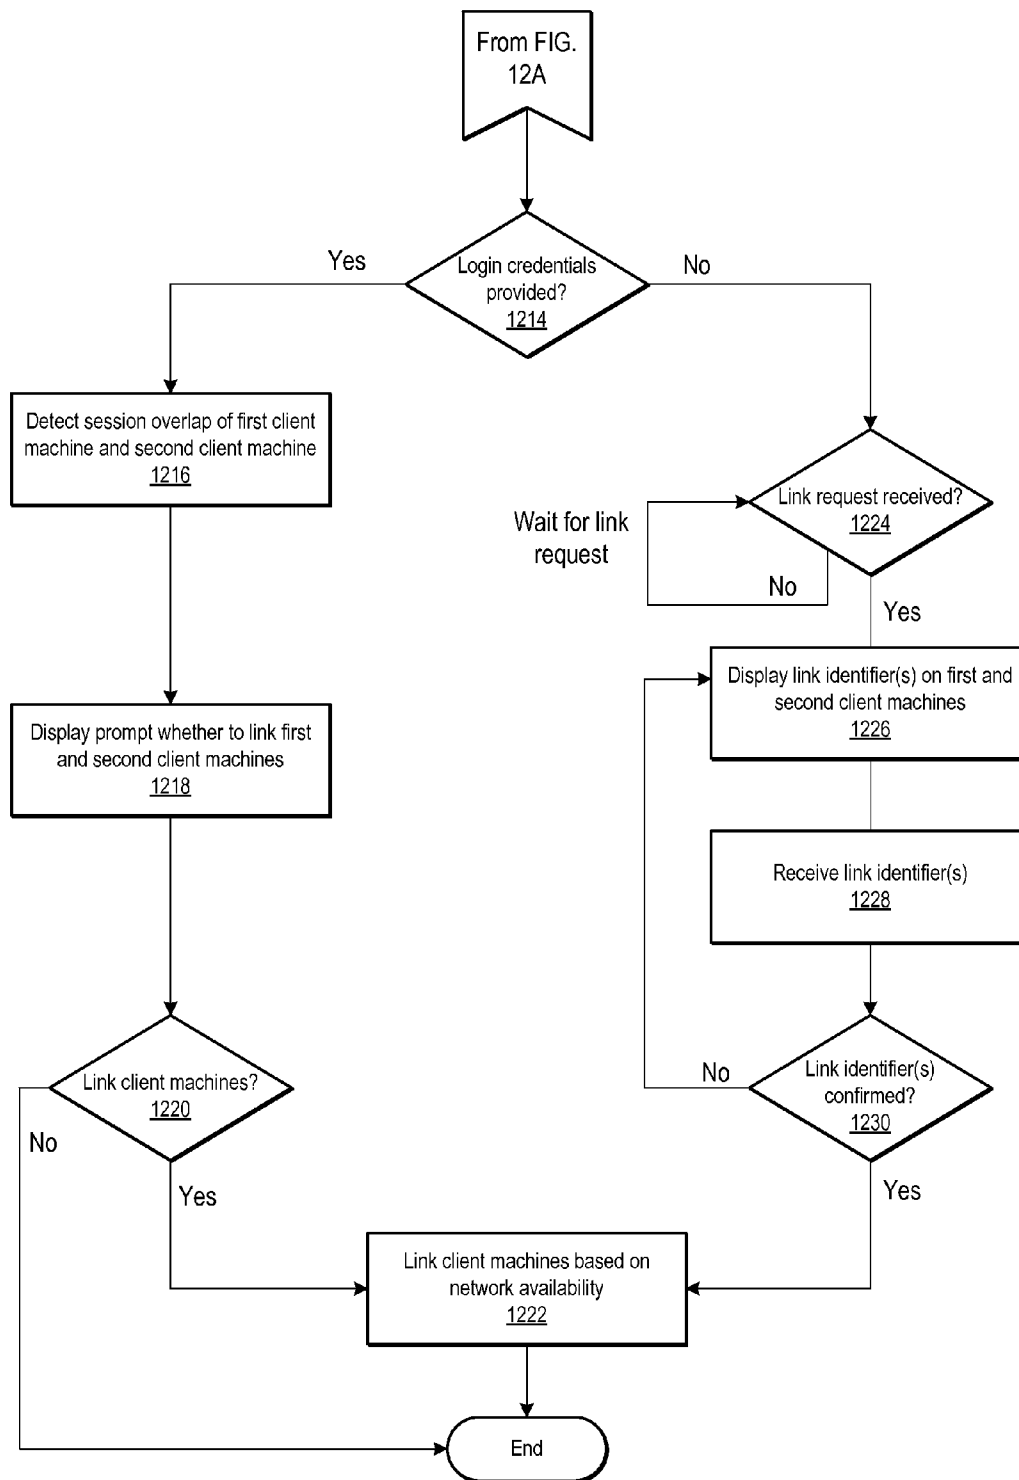 From FIG.
12A
Login credentials
provided?
1214
Yes
No
Detect session overlap of first client
machine and second client machine
1216
Link request received?
1224
Wait for link
request
No
Yes
Display link identifier(s) on first and
second client machines
1226
Display prompt whether to link first
and second client machines
1218
Receive link identifier(s)
1228
Link client machines?
1220
No
Yes
Link identifier(s)
confirmed?
1230
No
Yes
Link client machines based on
network availability
1222
End